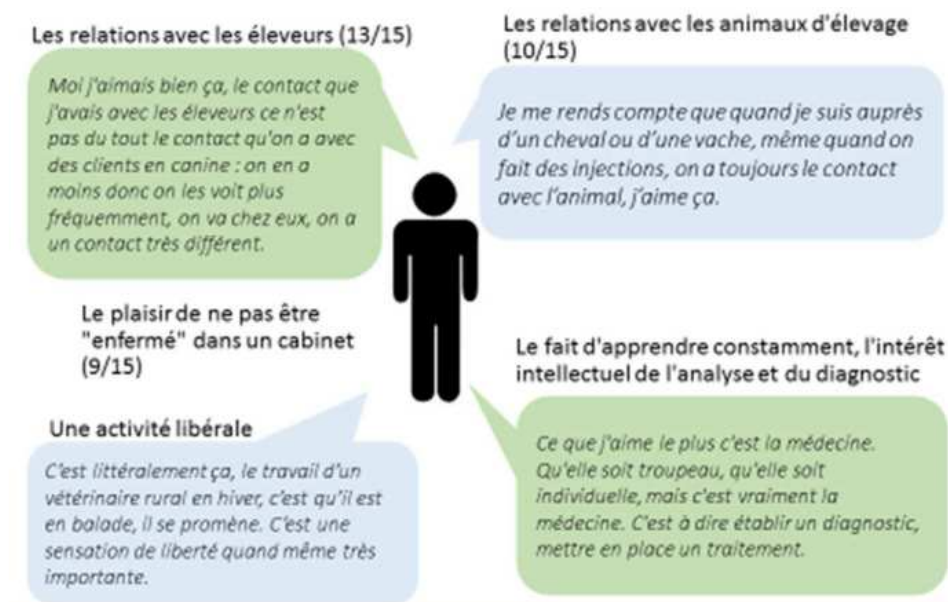 Les relations avec les éleveurs (13/15)
Moi j'aimais bien ça, le contact que
j'avais avec les éleveurs ce n'est
pas du tout le contact qu'on a avec
des clients en canine : on en a
moins donc on les voit plus
fréquemment, on va chez eux, on a
un contact très différent.
Les relations avec les animaux d'élevage
(10/15)
Je me rends compte que quand je suis auprès
d'un cheval ou d'une vache, même quand on
fait des injections, on a toujours le contact
avec l'animal, j'aime ça.
Le plaisir de ne pas être
"enfermé" dans un cabinet
(9/15)
Une activité libérale
C'est littéralement ça, le travail d'un
vétérinaire rural en hiver, c'est qu'il est
en balade, il se promène. C'est une
sensation de liberté quand même très
importante.
Le fait d'apprendre constamment, l'intérêt
intellectuel de l'analyse et du diagnostic
Ce que j'aime le plus c'est la médecine.
Qu'elle soit troupeau, qu'elle soit
individuelle, mais c'est vraiment la
médecine. C'est à dire établir un diagnostic,
mettre en place un traitement.